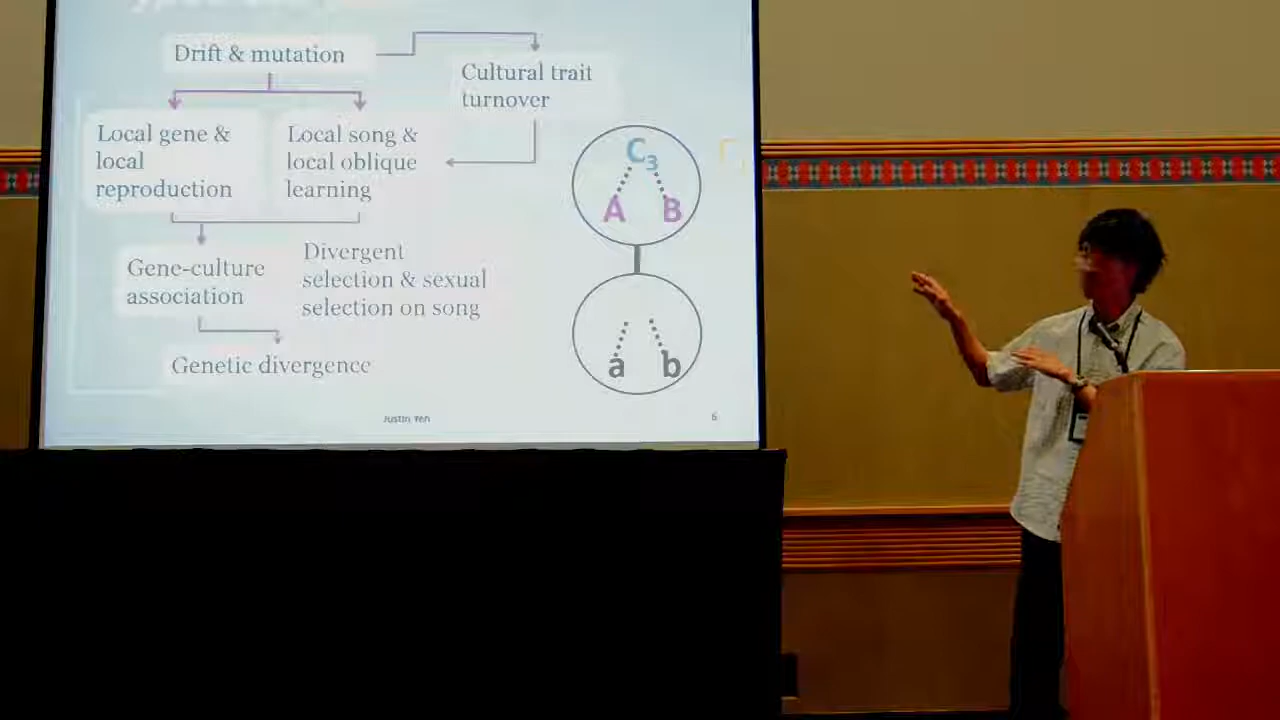 Drift & mutation
Cultural trait
turnover
Local gene &
local
reproduction
Local song &
local oblique
learning
Gene-culture
association
Divergent
selection & sexual
selection on song
Genetic divergence
C3
A B
a b
Justin Yeh
6